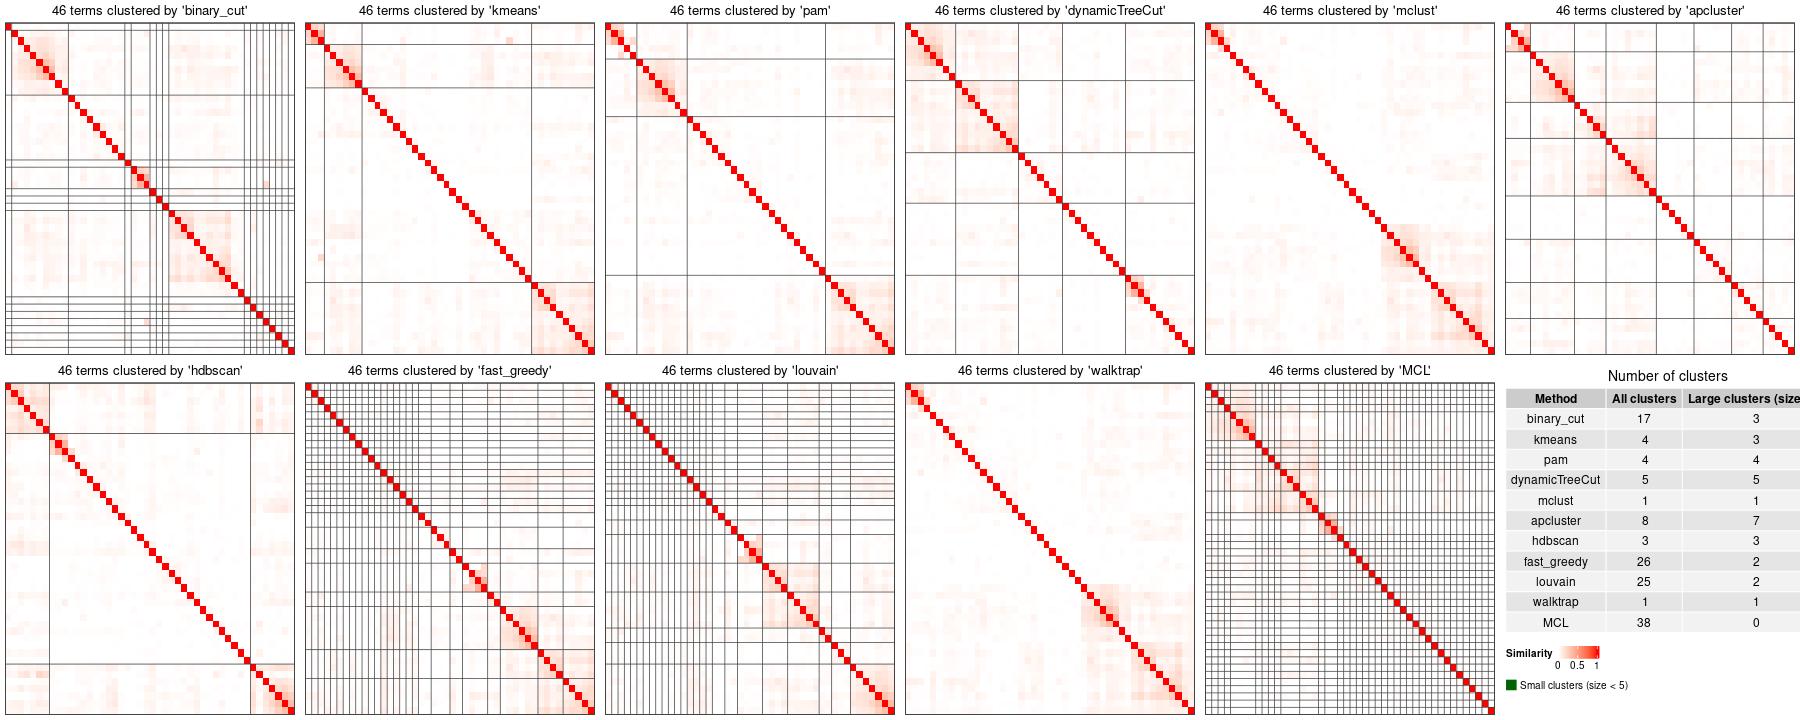 46 terms clustered by 'binary_cut'
46 terms clustered by 'kmeans'
46 terms clustered by 'pam'
46 terms clustered by 'dynamicTreeCut'
46 terms clustered by 'mclust'
46 terms clustered by 'apcluster'
46 terms clustered by 'hdbscan'
46 terms clustered by 'fast_greedy'
46 terms clustered by 'louvain'
46 terms clustered by 'walktrap'
46 terms clustered by 'MCL'
Number of clusters
Method All clusters Large clusters (size
binary_cut 17 3
kmeans 4 3
pam 4 4
dynamicTreeCut 5 5
mclust 1 1
apcluster 8 7
hdbscan 3 3
fast_greedy 26 2
louvain 25 2
walktrap 1 1
MCL 38 0
Similarity
0 0.5 1
Small clusters (size < 5)